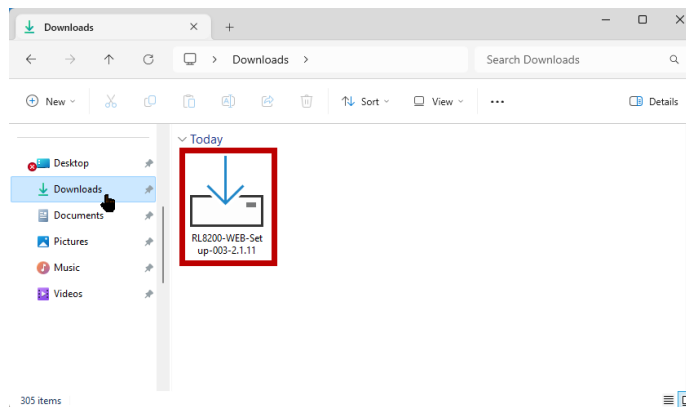 Downloads
Downloads
Search Downloads
New
Sort
View
Details
Today
Desktop
Downloads
Documents
Pictures
Music
Videos
RL8200-WEB-Set
up-003-2.1.11
305 items